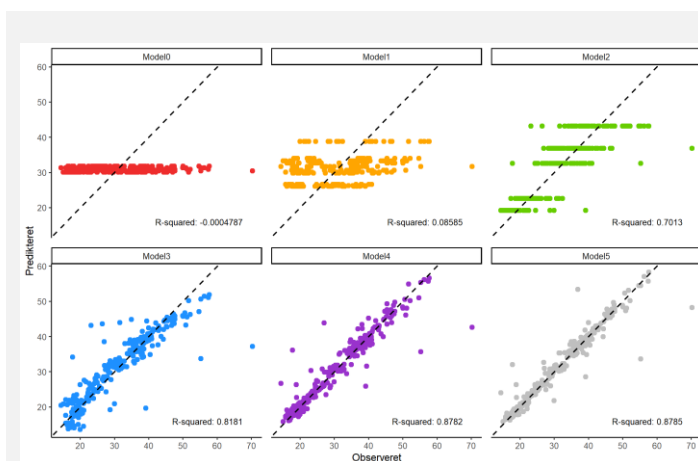 Model0 Model1 Model2
60
50
40
30
20
R-squared: -0.0004787 R-squared: 0.08585 R-squared: 0.7013
Predikteret
Model3 Model4 Model5
60
50
40
30
20
R-squared: 0.8181 R-squared: 0.8782 R-squared: 0.8785
20 30 40 50 60 70 20 30 40 50 60 70 20 30 40 50 60 70
Observeret